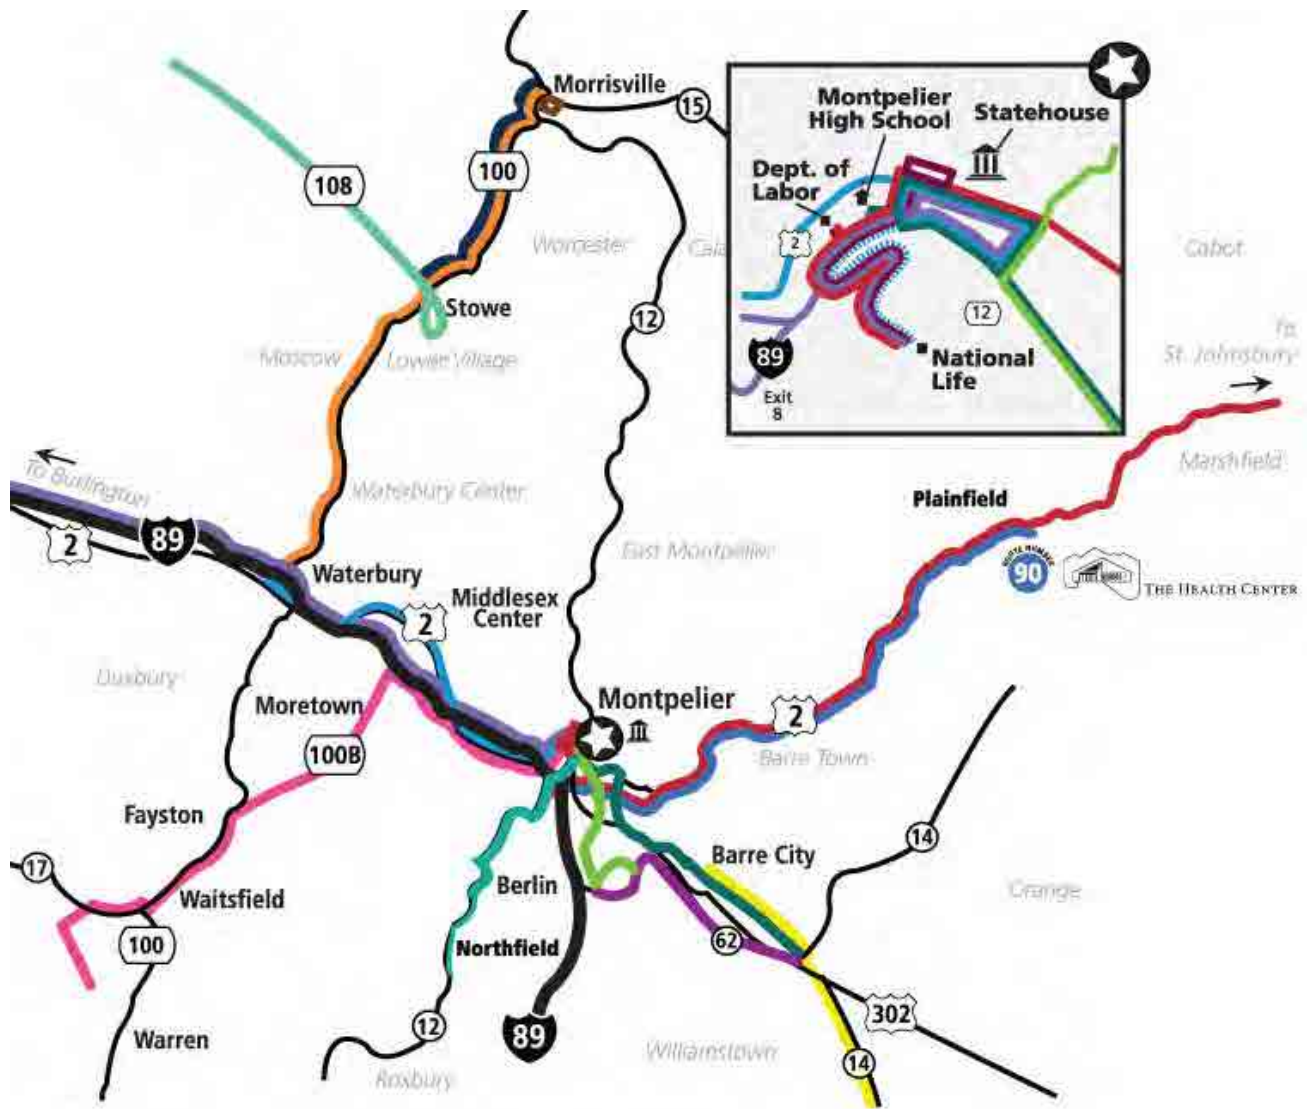 Morrisville
15
100
108
Worcester
Cala
12
Stowe
Moscow
Lower Village
Montpelier
High School
Statehouse
Dept. of
Labor
2
12
89
Exit
8
National
Life
Cabot
To
St. Johnsbury
Marshfield
Plainfield
ROUTE NUMBER
90
THE HEALTH CENTER
To Burlington
2
89
Waterbury Center
East Montpelier
Waterbury
Middlesex
Center
2
Duxbury
Moretown
100B
Montpelier
2
Barre Town
Fayston
17
Waitsfield
100
Warren
Berlin
Northfield
12
Roxbury
89
Barre City
14
Orange
62
302
Williamstown
14